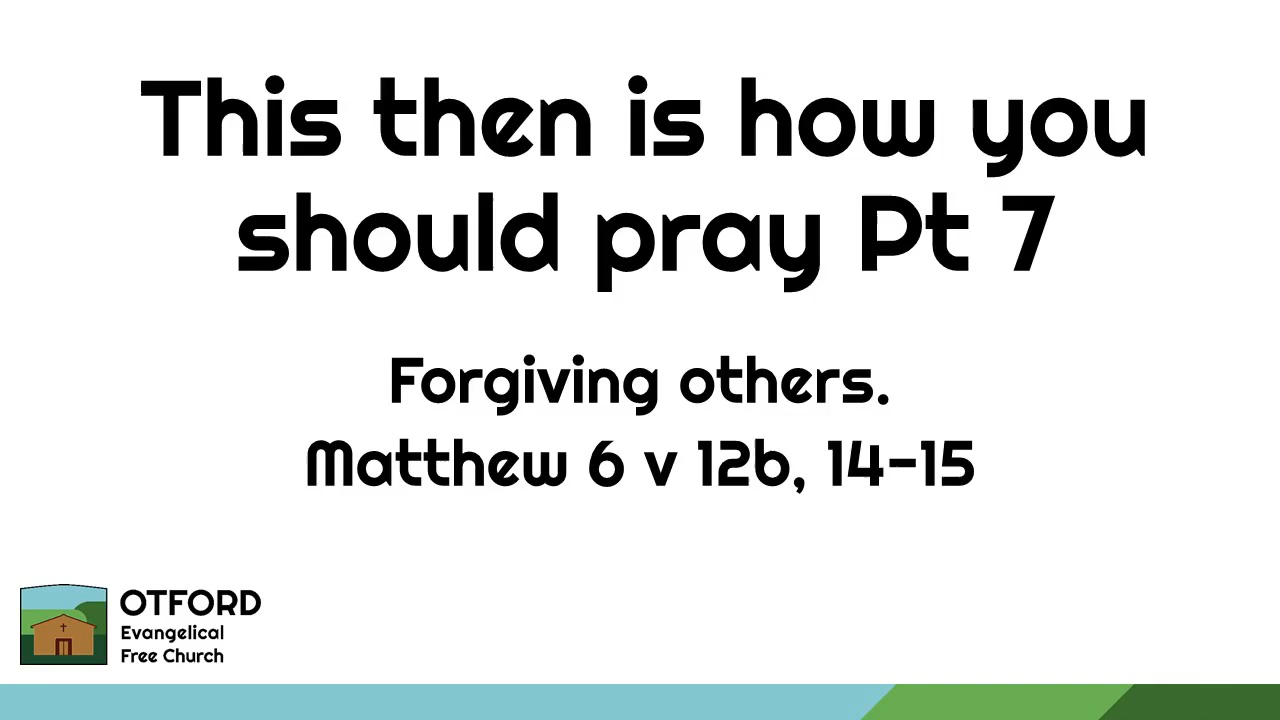 This then is how you
should pray Pt 7
Forgiving others.
Matthew 6 v 12b, 14-15
OTFORD
Evangelical
Free Church